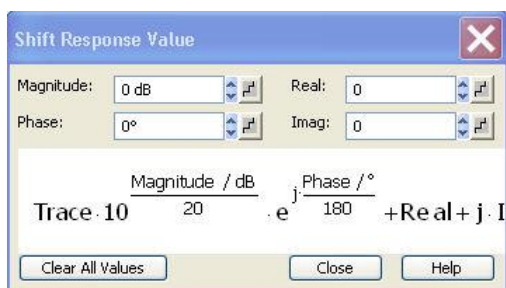 Shift Response Value
Magnitude: 0 dB Real: 0
Phase: 0° Imag: 0
Trace · 10^(Magnitude / dB / 20) · e^(j·Phase / ° / 180) + Real + j · I
Clear All Values Close Help